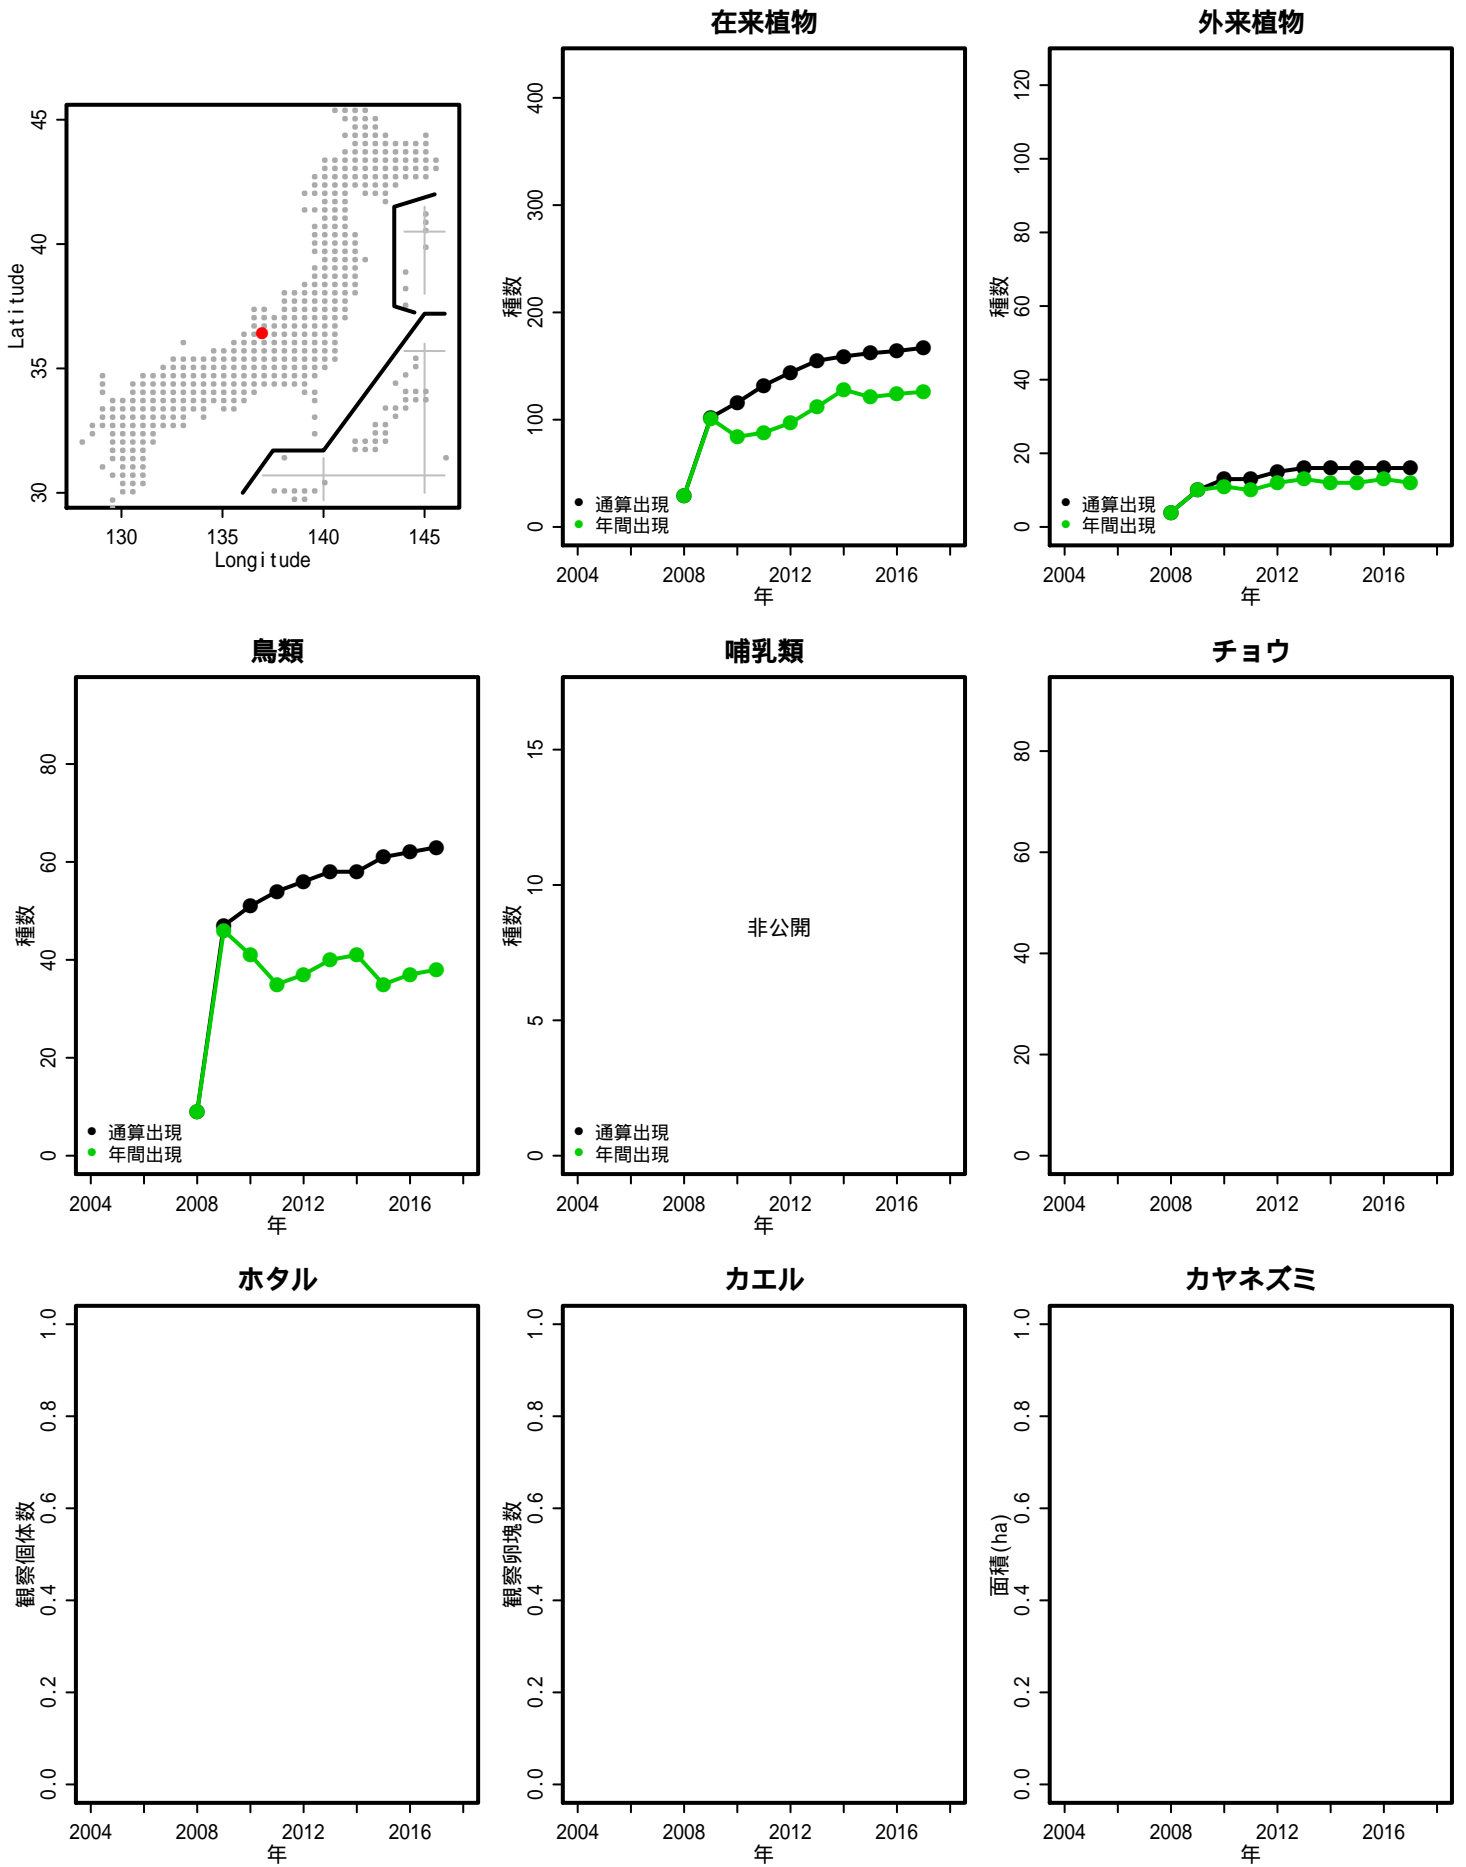 45
40
35
30
Latitude
130 135 140 145
Longitude
在来植物
400
300
200
100
0
種数
通算出現
年間出現
2004 2008 2012 2016
年
外来植物
120
100
80
60
40
20
0
種数
通算出現
年間出現
2004 2008 2012 2016
年
鳥類
80
60
40
20
0
種数
通算出現
年間出現
2004 2008 2012 2016
年
哺乳類
15
10
5
0
種数
非公開
通算出現
年間出現
2004 2008 2012 2016
年
チョウ
80
60
40
20
0
種数
2004 2008 2012 2016
年
ホタル
1.0
0.8
0.6
0.4
0.2
0.0
観察個体数
2004 2008 2012 2016
年
カエル
1.0
0.8
0.6
0.4
0.2
0.0
観察卵塊数
2004 2008 2012 2016
年
カヤネズミ
1.0
0.8
0.6
0.4
0.2
0.0
面積(ha)
2004 2008 2012 2016
年